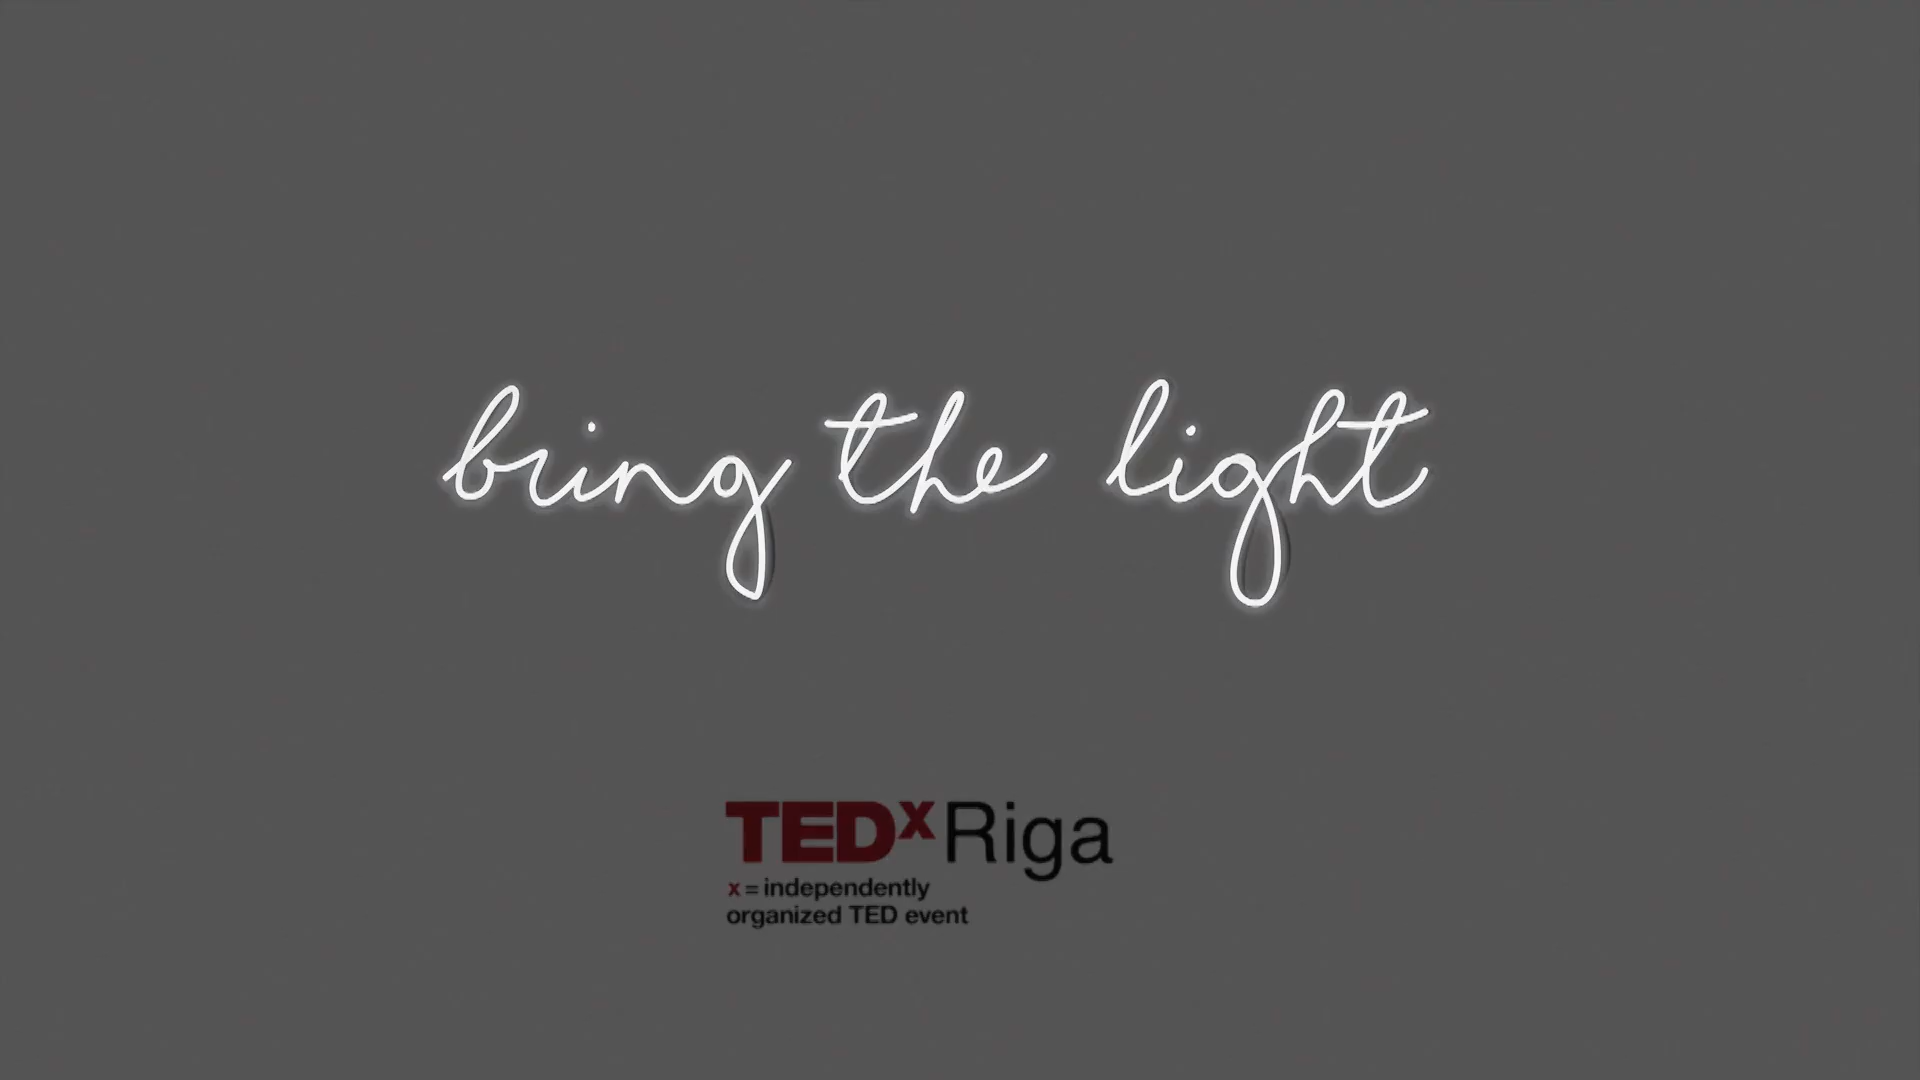 bring the light
TEDxRiga
x = independently
organized TED event